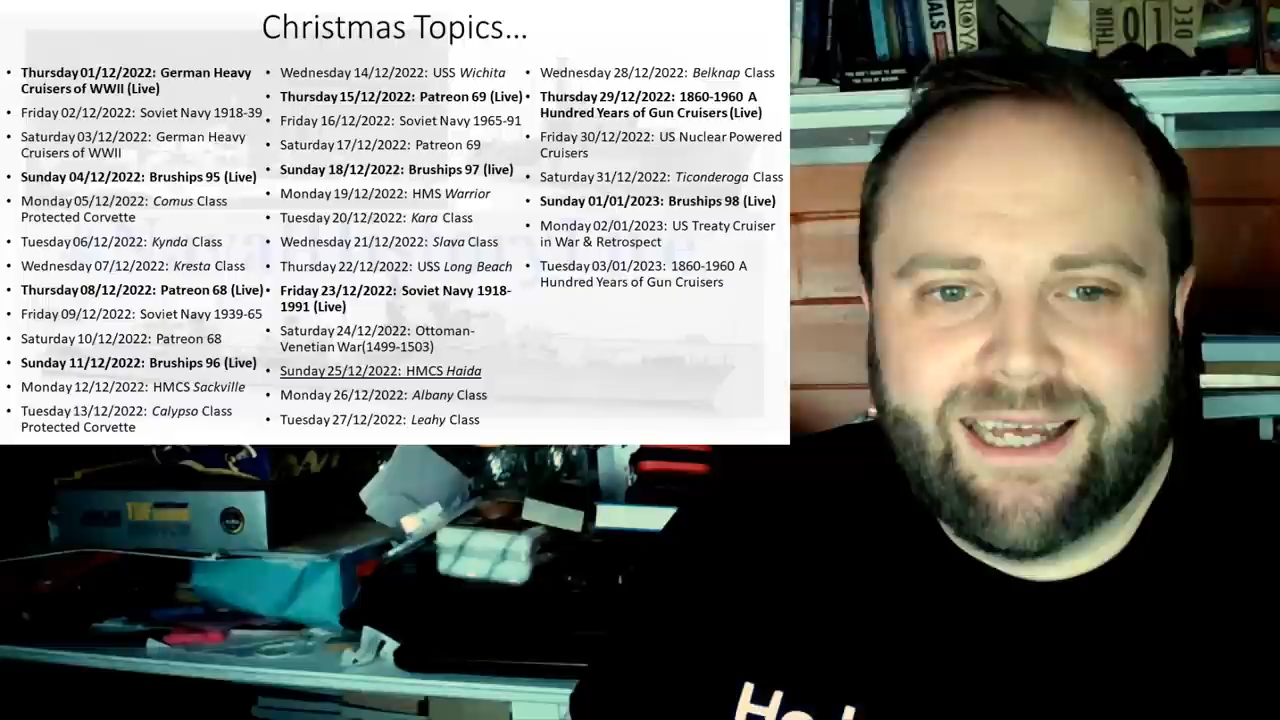 Christmas Topics...
• Thursday 01/12/2022: German Heavy
Cruisers of WWII (Live)
• Friday 02/12/2022: Soviet Navy 1918-39
• Saturday 03/12/2022: German Heavy
Cruisers of WWII
• Sunday 04/12/2022: Bruships 95 (Live)
• Monday 05/12/2022: Comus Class
Protected Corvette
• Tuesday 06/12/2022: Kynda Class
• Wednesday 07/12/2022: Kresta Class
• Thursday 08/12/2022: Patreon 68 (Live)
• Friday 09/12/2022: Soviet Navy 1939-65
• Saturday 10/12/2022: Patreon 68
• Sunday 11/12/2022: Bruships 96 (Live)
• Monday 12/12/2022: HMCS Sackville
• Tuesday 13/12/2022: Calypso Class
Protected Corvette
• Wednesday 14/12/2022: USS Wichita
• Thursday 15/12/2022: Patreon 69 (Live)
• Friday 16/12/2022: Soviet Navy 1965-91
• Saturday 17/12/2022: Patreon 69
• Sunday 18/12/2022: Bruships 97 (live)
• Monday 19/12/2022: HMS Warrior
• Tuesday 20/12/2022: Kara Class
• Wednesday 21/12/2022: Slava Class
• Thursday 22/12/2022: USS Long Beach
• Friday 23/12/2022: Soviet Navy 1918-
1991 (Live)
• Saturday 24/12/2022: Ottoman-
Venetian War(1499-1503)
• Sunday 25/12/2022: HMCS Haida
• Monday 26/12/2022: Albany Class
• Tuesday 27/12/2022: Leahy Class
• Wednesday 28/12/2022: Belknap Class
• Thursday 29/12/2022: 1860-1960 A
Hundred Years of Gun Cruisers (Live)
• Friday 30/12/2022: US Nuclear Powered
Cruisers
• Saturday 31/12/2022: Ticonderoga Class
• Sunday 01/01/2023: Bruships 98 (Live)
• Monday 02/01/2023: US Treaty Cruiser
in War & Retrospect
• Tuesday 03/01/2023: 1860-1960 A
Hundred Years of Gun Cruisers
THUR 01 DEC